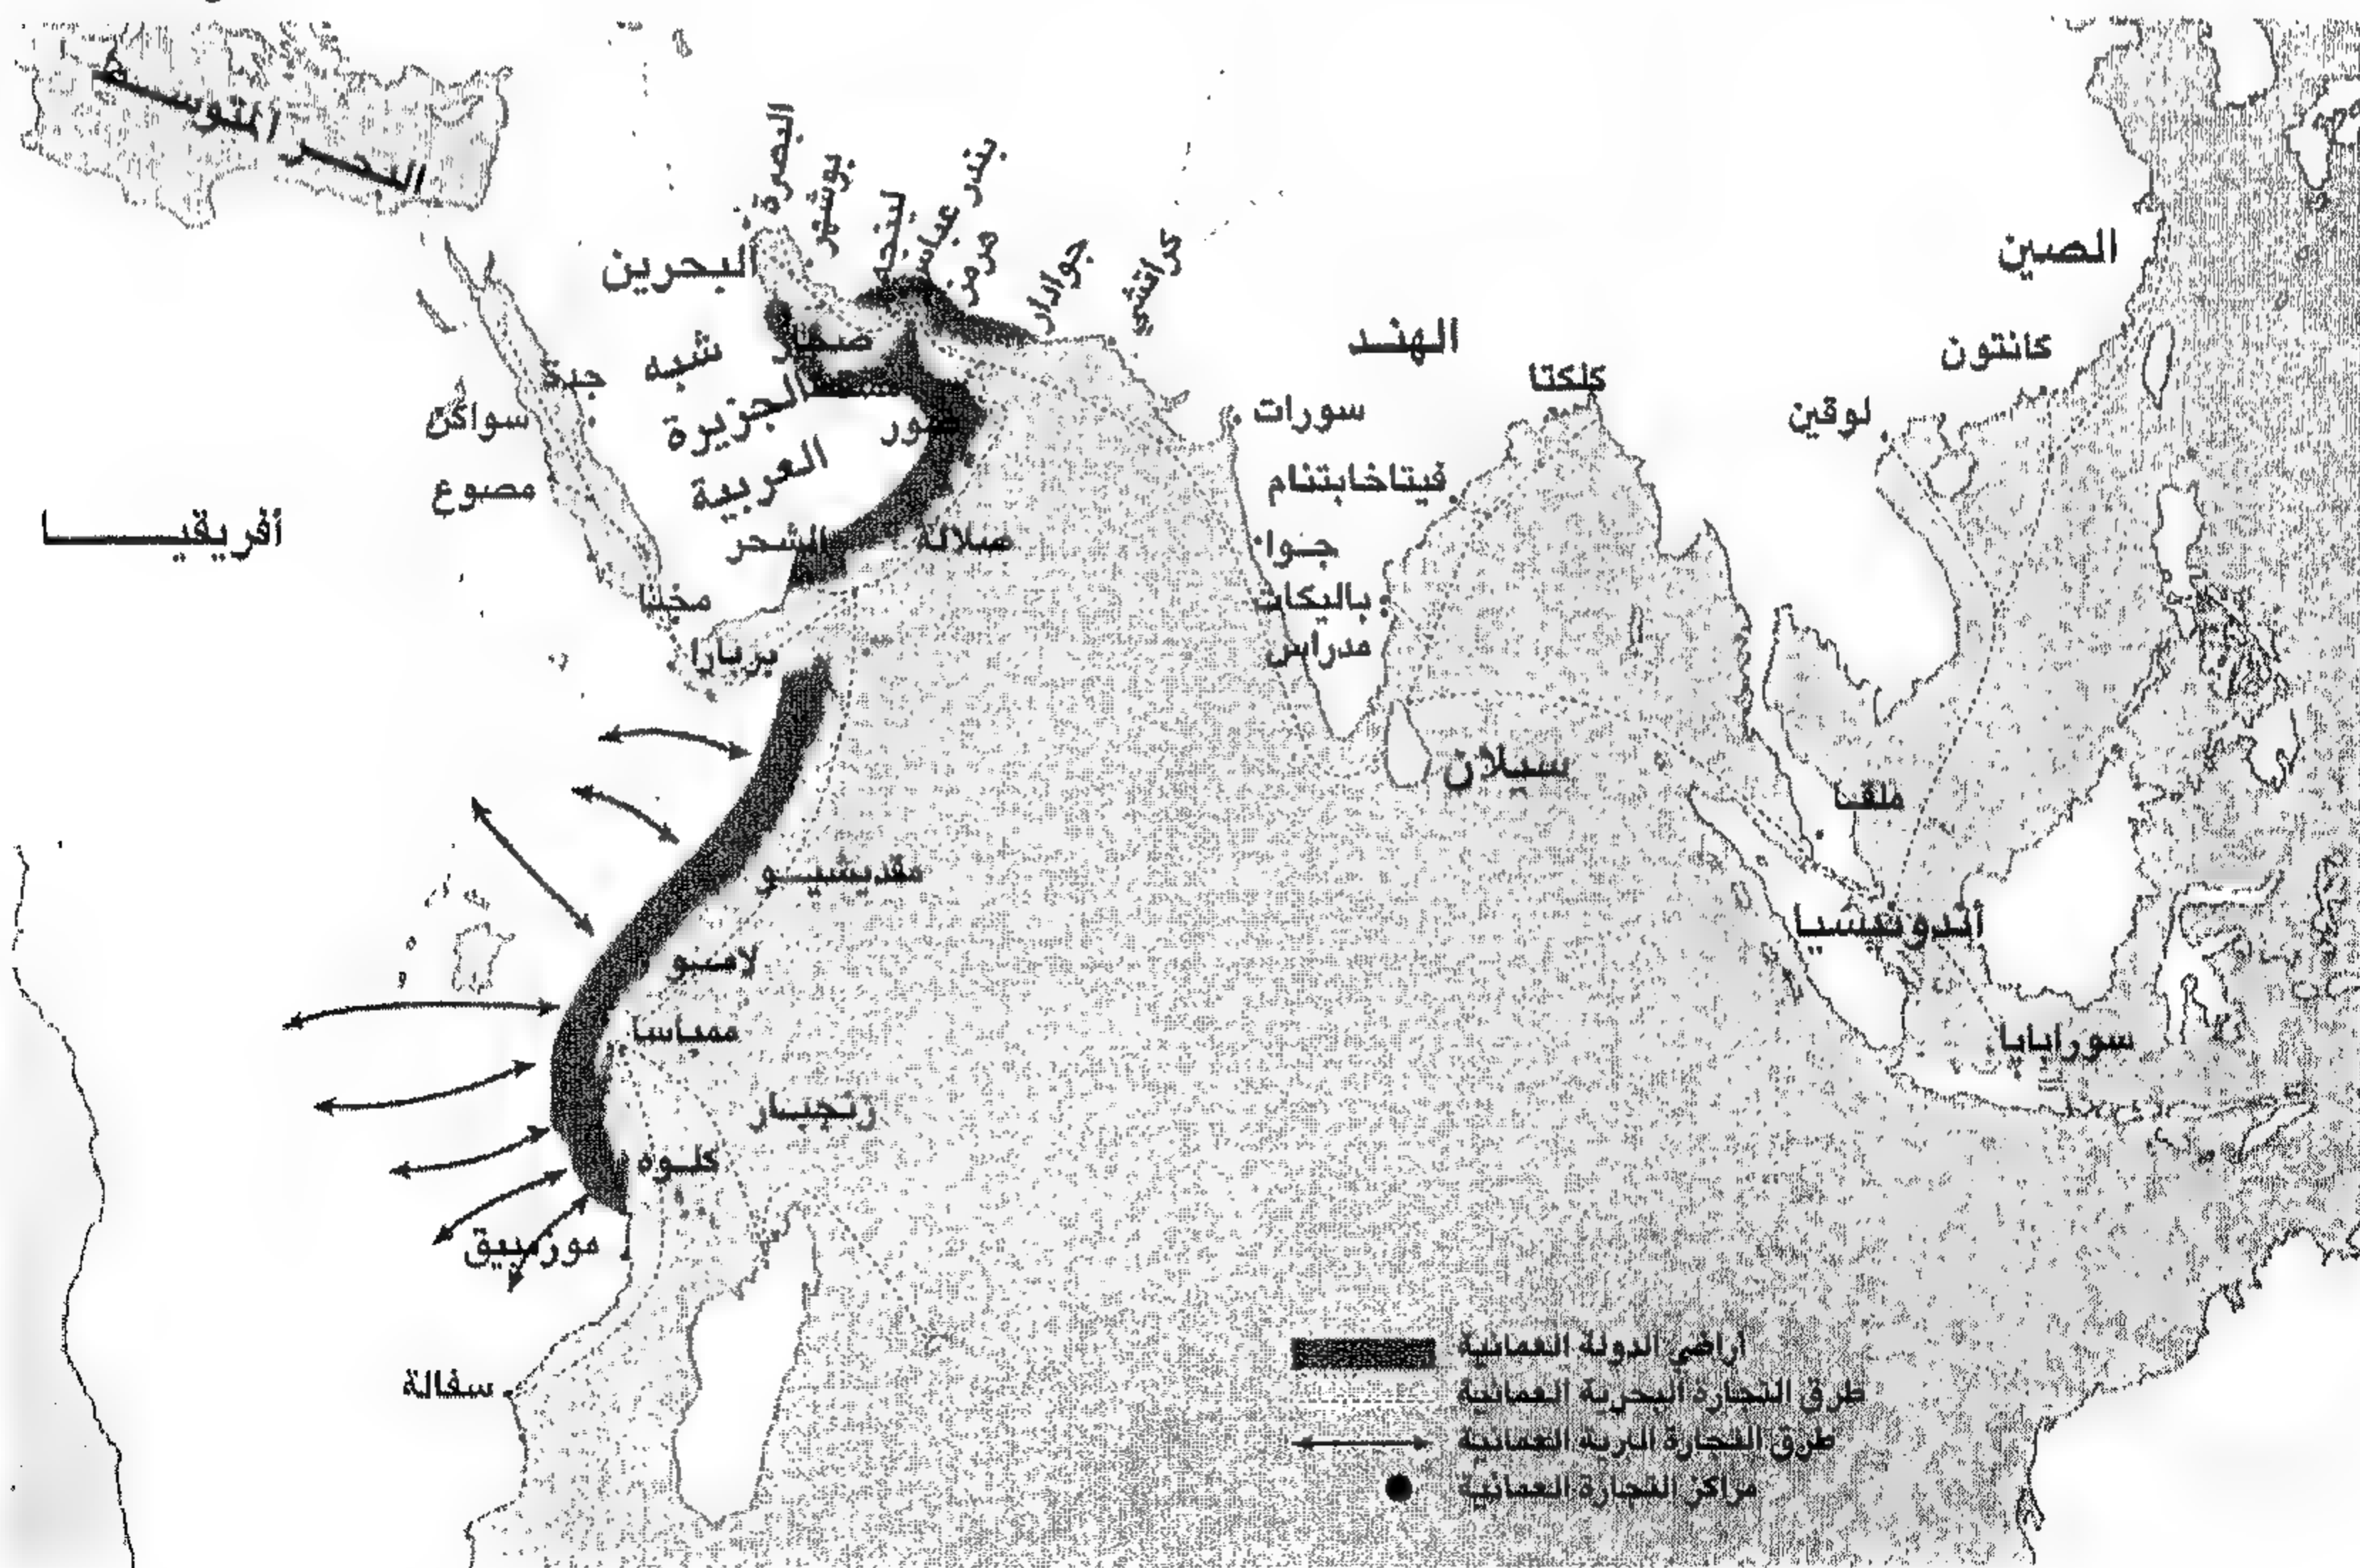 البحر المتوسط
البصرة
بوشهر
لنتجه
بندر عباس
هرمز
جوادار
كراتشي
البحرين
الصين
صحار
شبه الجزيرة العربية
جدة
مسقط
صور
سواكن
مصوع
أفريقيا
الشحر
صلالة
مخا
بربارا
الهند
كلكتا
سورات
فيتاخابتنام
جوا
باليكات
مدراس
سيلان
كانتون
لوقين
ملقا
أندونيسيا
سورابايا
مقديشيو
لامو
ممباسا
زنجبار
كلوه
موزمبيق
سفالة
أراضي الدولة العمانية
طرق التجارة البحرية العمانية
طرق التجارة البرية العمانية
مراكز التجارة العمانية